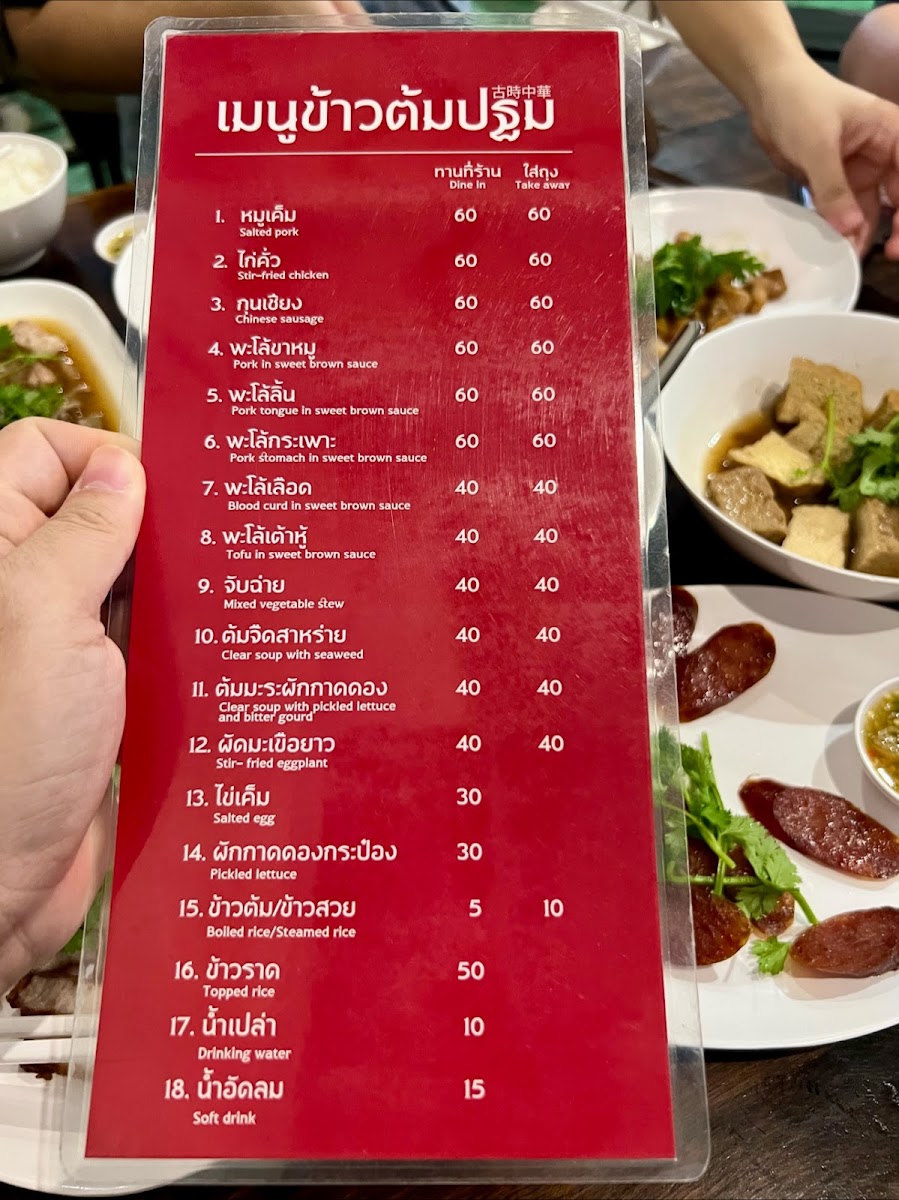 古時中華
เมนูข้าวต้มปฐม
ทานที่ร้าน ใส่ถุง
Dine in Take away
1. หมูเค็ม 60 60
Salted pork
2. ไก่คั่ว 60 60
Stir-fried chicken
3. กุนเชียง 60 60
Chinese sausage
4. พะโล้ขาหมู 60 60
Pork in sweet brown sauce
5. พะโล้ลิ้น 60 60
Pork tongue in sweet brown sauce
6. พะโล้กระเพาะ 60 60
Pork stomach in sweet brown sauce
7. พะโล้เลือด 40 40
Blood curd in sweet brown sauce
8. พะโล้เต้าหู้ 40 40
Tofu in sweet brown sauce
9. จับฉ่าย 40 40
Mixed vegetable stew
10. ต้มจืดสาหร่าย 40 40
Clear soup with seaweed
11. ต้มมะระผักกาดดอง 40 40
Clear soup with pickled lettuce
and bitter gourd
12. ผัดมะเขือยาว 40 40
Stir- fried eggplant
13. ไข่เค็ม 30
Salted egg
14. ผักกาดดองกระป๋อง 30
Pickled lettuce
15. ข้าวต้ม/ข้าวสวย 5 10
Boiled rice/Steamed rice
16. ข้าวราด 50
Topped rice
17. น้ำเปล่า 10
Drinking water
18. น้ำอัดลม 15
Soft drink